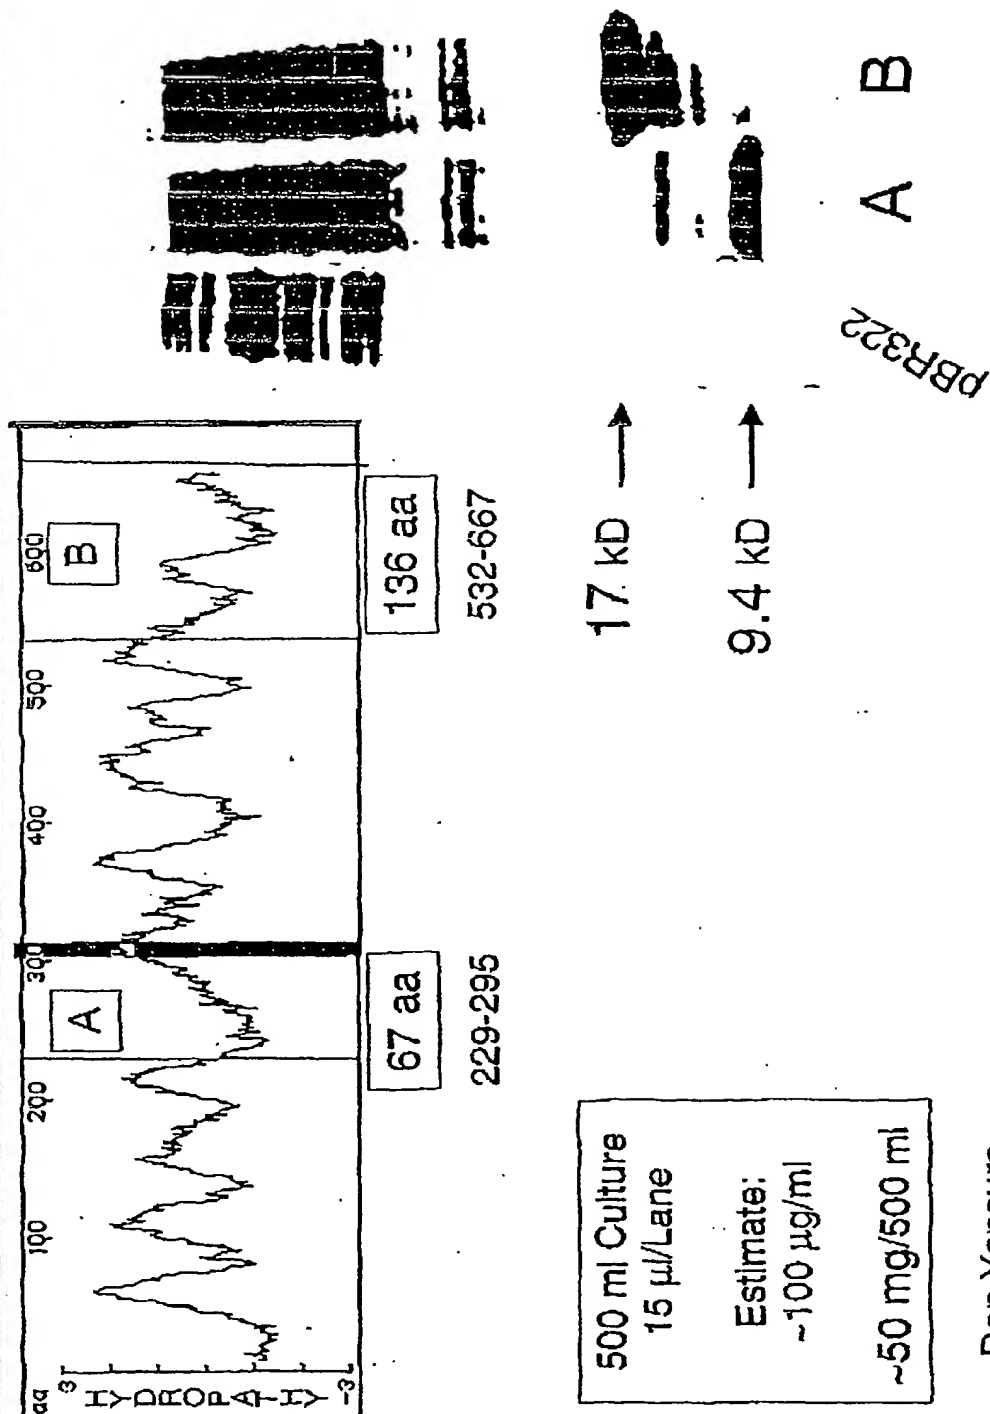 aa
100
200
300
400
500
600
3
HYDROPATHY
-3
A
B
67 aa
229-295
136 aa
532-667
500 ml Culture
15 µl/Lane
Estimate:
~100 µg/ml
~50 mg/500 ml
17 kD
9.4 kD
pBR322
A
B